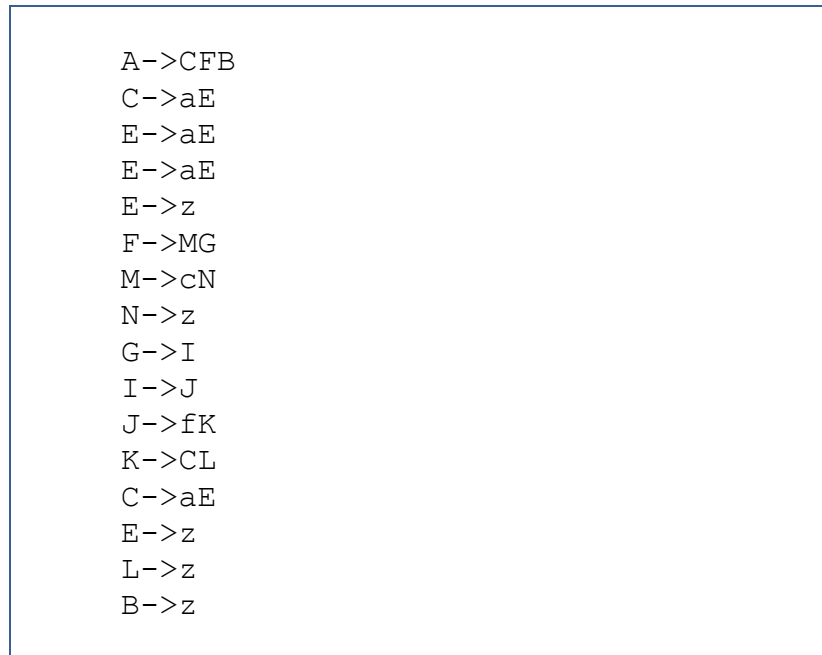 A->CFB
C->aE
E->aE
E->aE
E->z
F->MG
M->cN
N->z
G->I
I->J
J->fK
K->CL
C->aE
E->z
L->z
B->z